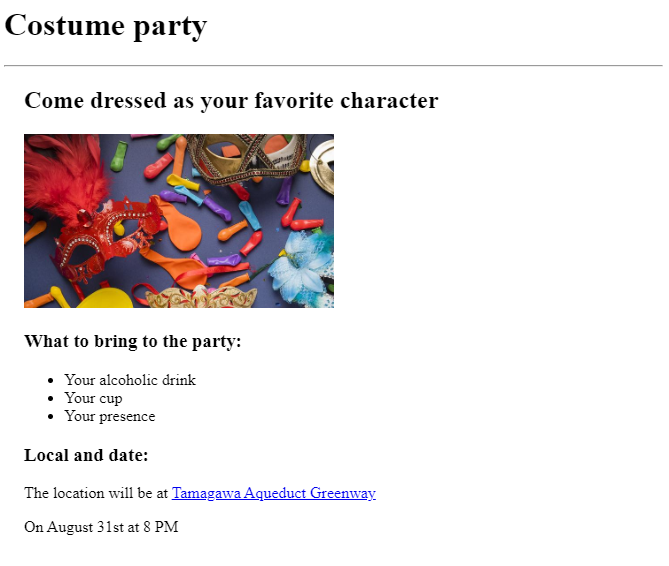 Costume party
Come dressed as your favorite character
What to bring to the party:
Your alcoholic drink
Your cup
Your presence
Local and date:
The location will be at Tamagawa Aqueduct Greenway
On August 31st at 8 PM